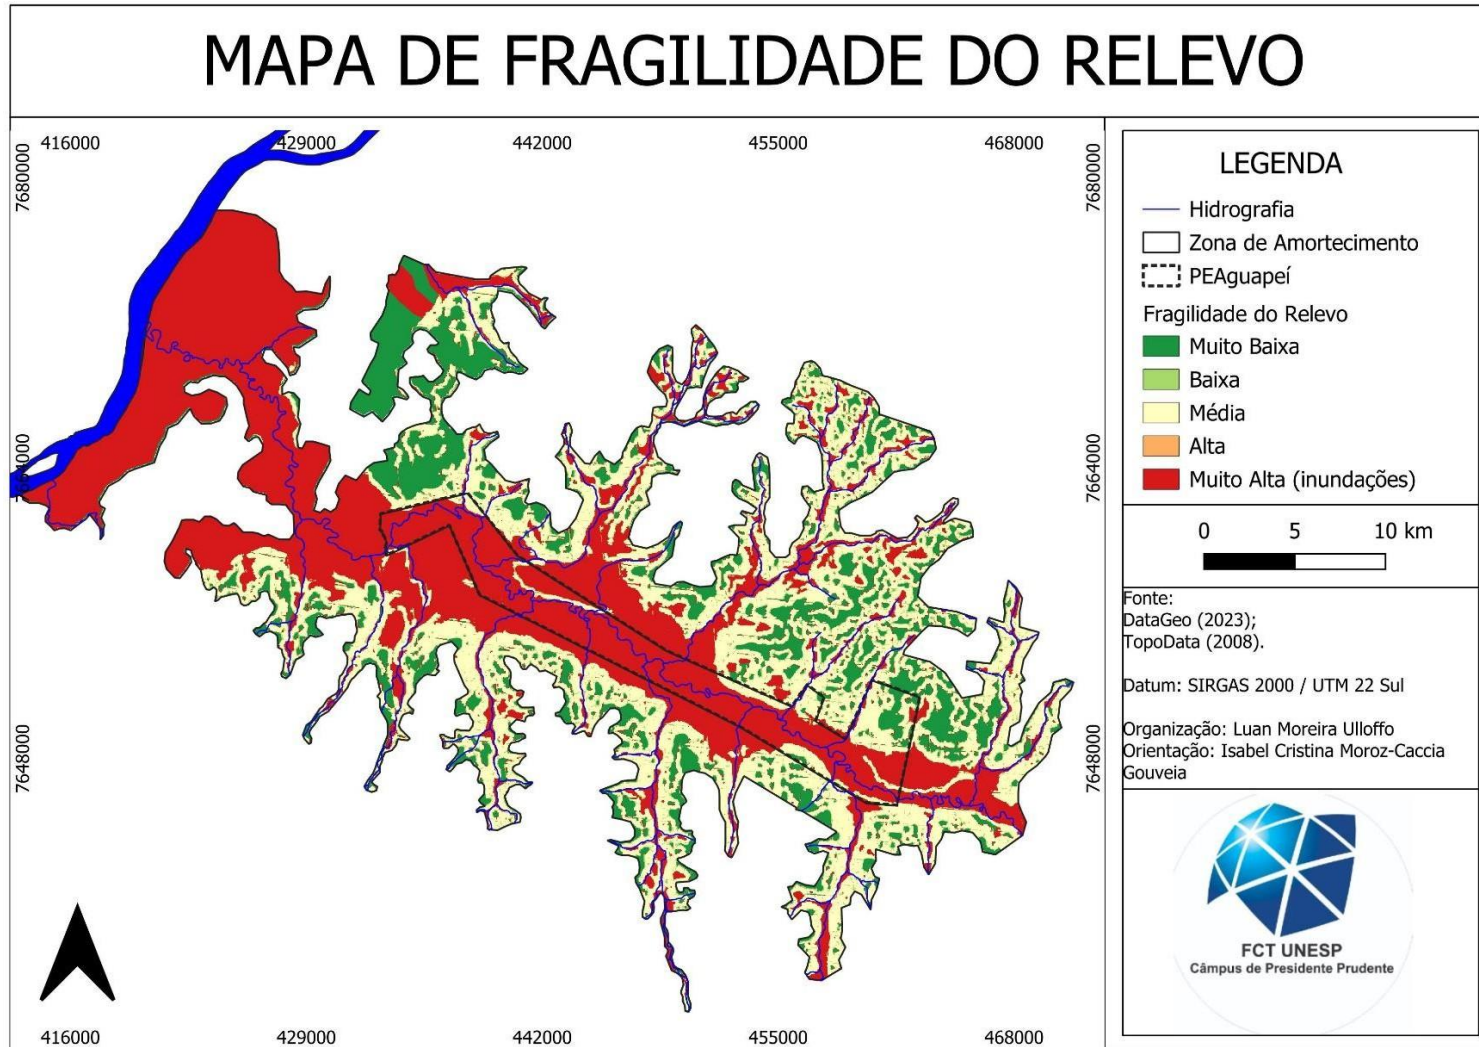 MAPA DE FRAGILIDADE DO RELEVO
416000 429000 442000 455000 468000
7680000 7680000
7664000 7664000
7648000 7648000
416000 429000 442000 455000 468000
LEGENDA
Hidrografia
Zona de Amortecimento
PEAguapeí
Fragilidade do Relevo
Muito Baixa
Baixa
Média
Alta
Muito Alta (inundações)
0 5 10 km
Fonte:
DataGeo (2023);
TopoData (2008).
Datum: SIRGAS 2000 / UTM 22 Sul
Organização: Luan Moreira Ulloffo
Orientação: Isabel Cristina Moroz-Caccia
Gouveia
FCT UNESP
Câmpus de Presidente Prudente